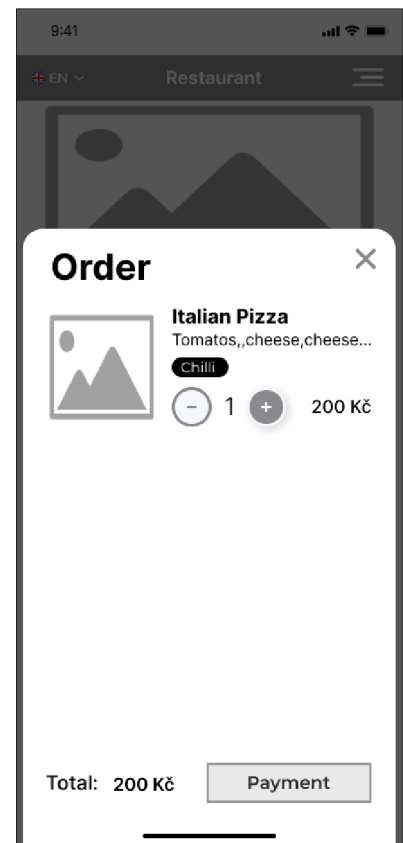 9:41
EN
Restaurant
Order
Italian Pizza
Tomatos,,cheese,cheese...
Chilli
- 1 + 200 Kč
Total: 200 Kč Payment